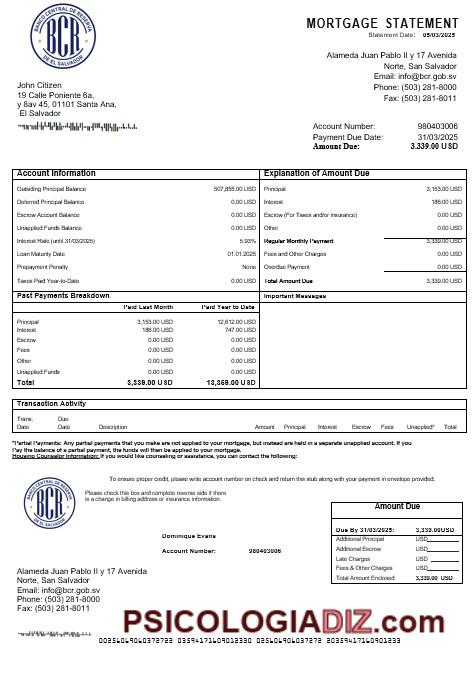 BANCO CENTRAL DE RESERVA
BCR
DE EL SALVADOR
MORTGAGE STATEMENT
Statement Date: 05/03/2025
Alameda Juan Pablo II y 17 Avenida
Norte, San Salvador
Email: info@bcr.gob.sv
Phone: (503) 281-8000
Fax: (503) 281-8011
John Citizen
19 Calle Poniente 6a,
y 8av 45, 01101 Santa Ana,
El Salvador
Account Number: 980403006
Payment Due Date: 31/03/2025
Amount Due: 3.339.00 USD
Account Information
Explanation of Amount Due
Outsiding Principal Balance 507,855.00 USD
Principal 3,153.00 USD
Deferred Principal Balance 0.00 USD
Interest 186.00 USD
Escrow Account Balance 0.00 USD
Escrow (For Taxes and/or insurance) 0.00 USD
Unapplied Funds Balance 0.00 USD
Other 0.00 USD
Interest Rate (until 31/03/2025) 5.93%
Regular Monthly Payment 3,339.00 USD
Loan Maturity Date 01.01.2025
Fees and Other Charges 0.00 USD
Prepayment Penalty None
Overdue Payment 0.00 USD
Taxes Paid Year-to-Date 0.00 USD
Total Amount Due 3,339.00 USD
Past Payments Breakdown
Important Messages
Paid Last Month Paid Year to Date
Principal 3,153.00 USD 12,612.00 USD
Interest 186.00 USD 747.00 USD
Escrow 0.00 USD 0.00 USD
Fees 0.00 USD 0.00 USD
Other 0.00 USD 0.00 USD
Unapplied Funds 0.00 USD 0.00 USD
Total 3,339.00 USD 13,359.00 USD
Transaction Activity
Trans. Date Due Date Description Amount Principal Interest Escrow Fees Unapplied* Total
*Partial Payments: Any partial payments that you make are not applied to your mortgage, but instead are held in a separate unapplied account. If you
Pay the balance of a partial payment, the funds will then be applied to your mortgage.
Housing Counselor Information: If you would like counseling or assistance, you can contact the following:
BANCO CENTRAL DE RESERVA
BCR
DE EL SALVADOR
To ensure proper credit, please write account number on check and return this stub along with your payment in envelope provided.
Please check this box and complete reverse side if there
is a change in billing address or insurance information.
Amount Due
Due By 31/03/2025: 3,339.00USD
Additional Principal USD
Additional Escrow USD
Late Charges USD
Fees & Other Charges USD
Total Amount Enclosed 3,339.00 USD
Dominique Evans
Account Number: 980403006
Alameda Juan Pablo II y 17 Avenida
Norte, San Salvador
Email: info@bcr.gob.sv
Phone: (503) 281-8000
Fax: (503) 281-8011
PSICOLOGIADIZ.com